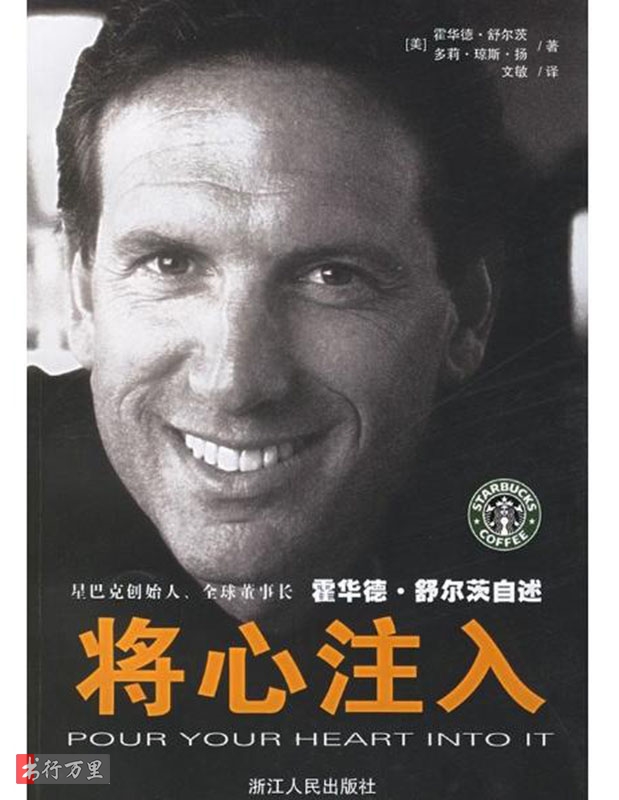 [美] 霍华德·舒尔茨
多莉·琼斯·扬 /著
文敏 /译
STARBUCKS
COFFEE
星巴克创始人、全球董事长 霍华德·舒尔茨自述
将心注入
POUR YOUR HEART INTO IT
书行万里
浙江人民出版社